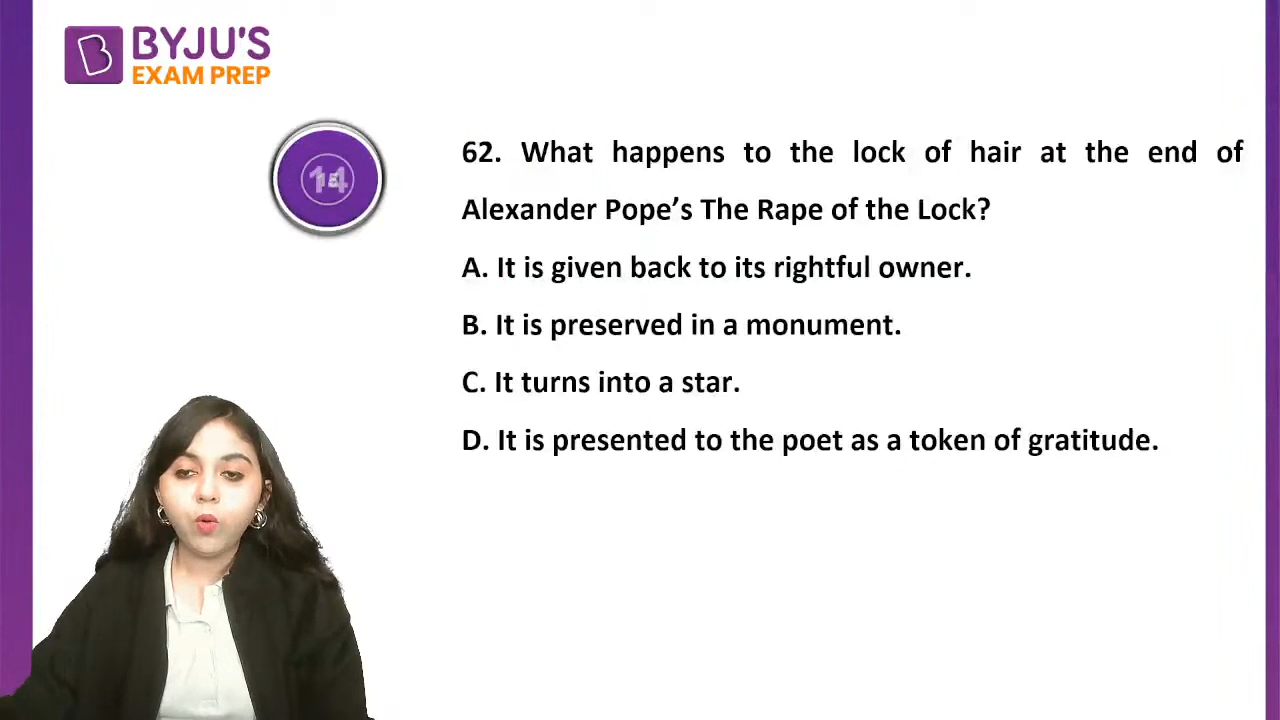 BYJU'S
EXAM PREP
62. What happens to the lock of hair at the end of
Alexander Pope’s The Rape of the Lock?
A. It is given back to its rightful owner.
B. It is preserved in a monument.
C. It turns into a star.
D. It is presented to the poet as a token of gratitude.